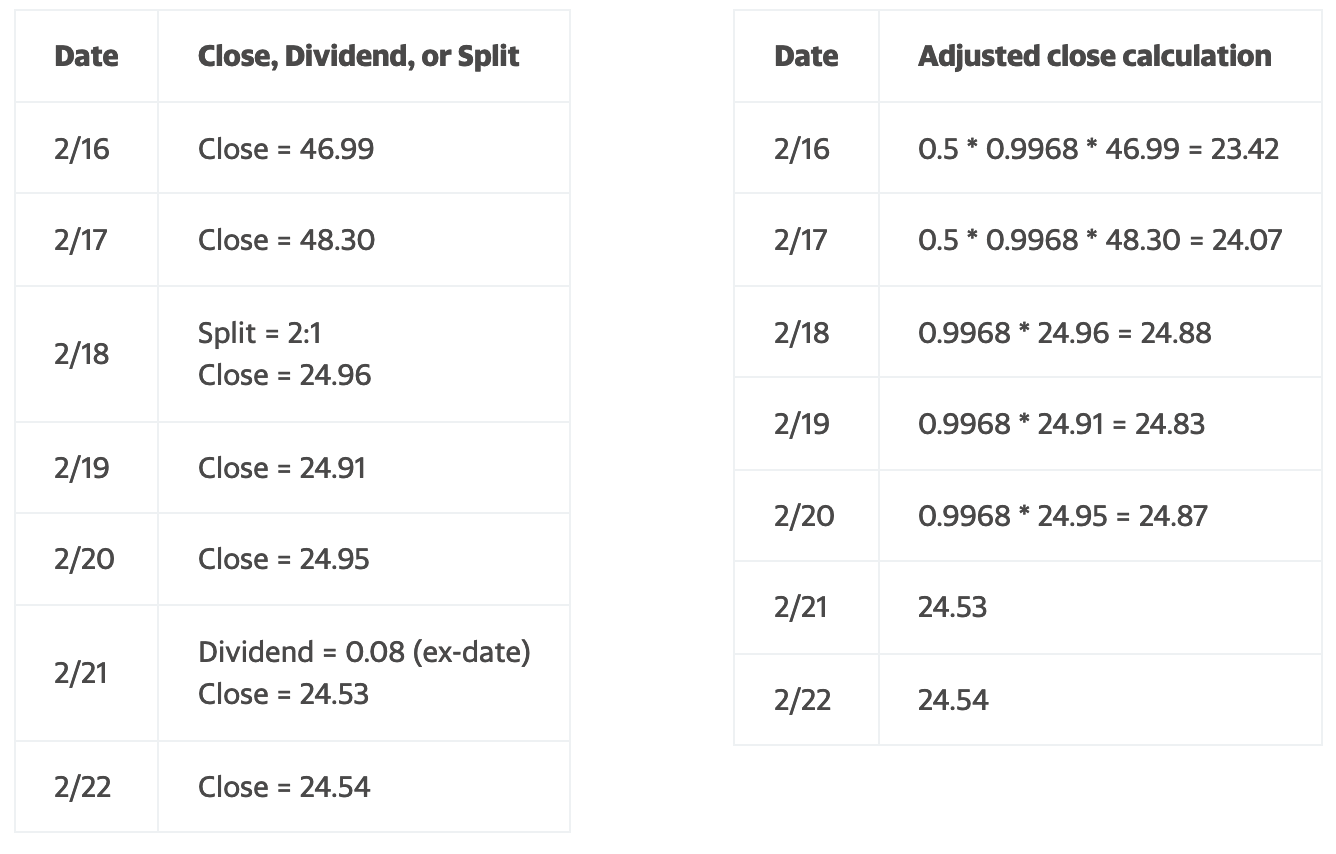 Date Close, Dividend, or Split
2/16 Close = 46.99
2/17 Close = 48.30
2/18 Split = 2:1
Close = 24.96
2/19 Close = 24.91
2/20 Close = 24.95
2/21 Dividend = 0.08 (ex-date)
Close = 24.53
2/22 Close = 24.54
Date Adjusted close calculation
2/16 0.5 * 0.9968 * 46.99 = 23.42
2/17 0.5 * 0.9968 * 48.30 = 24.07
2/18 0.9968 * 24.96 = 24.88
2/19 0.9968 * 24.91 = 24.83
2/20 0.9968 * 24.95 = 24.87
2/21 24.53
2/22 24.54